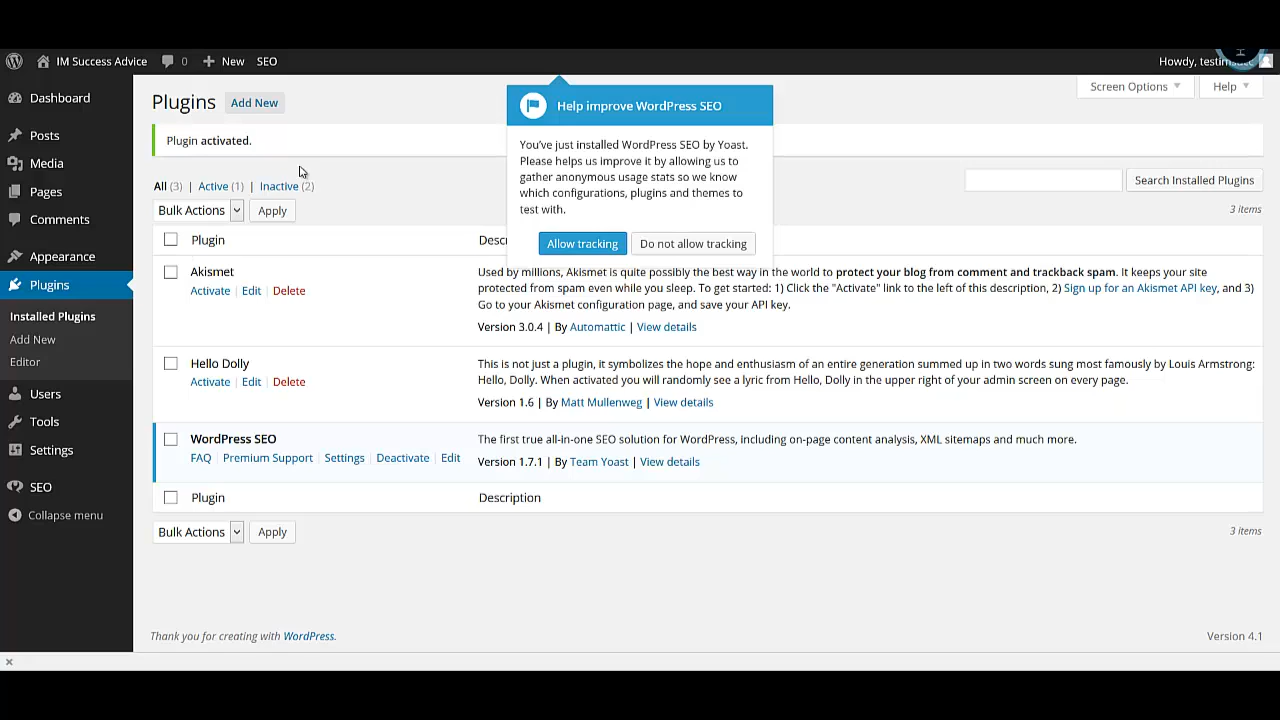 IM Success Advice 0 New SEO
Howdy,
Dashboard
Posts
Media
Pages
Comments
Appearance
Plugins
Installed Plugins
Add New
Editor
Users
Tools
Settings
SEO
Collapse menu
Plugins Add New
Screen Options Help
Plugin activated.
Help improve WordPress SEO
You've just installed WordPress SEO by Yoast.
Please helps us improve it by allowing us to
gather anonymous usage stats so we know
which configurations, plugins and themes to
test with.
Allow tracking Do not allow tracking
All (3) | Active (1) | Inactive (2)
Search Installed Plugins
Bulk Actions Apply
3 items
Plugin
Akismet
Activate Edit Delete
Used by millions, Akismet is quite possibly the best way in the world to protect your blog from comment and trackback spam. It keeps your site
protected from spam even while you sleep. To get started: 1) Click the "Activate" link to the left of this description, 2) Sign up for an Akismet API key, and 3)
Go to your Akismet configuration page, and save your API key.
Version 3.0.4 | By Automattic | View details
Hello Dolly
Activate Edit Delete
This is not just a plugin, it symbolizes the hope and enthusiasm of an entire generation summed up in two words sung most famously by Louis Armstrong:
Hello, Dolly. When activated you will randomly see a lyric from Hello, Dolly in the upper right of your admin screen on every page.
Version 1.6 | By Matt Mullenweg | View details
WordPress SEO
FAQ Premium Support Settings Deactivate Edit
The first true all-in-one SEO solution for WordPress, including on-page content analysis, XML sitemaps and much more.
Version 1.7.1 | By Team Yoast | View details
Plugin Description
Bulk Actions Apply
3 items
Thank you for creating with WordPress.
Version 4.1